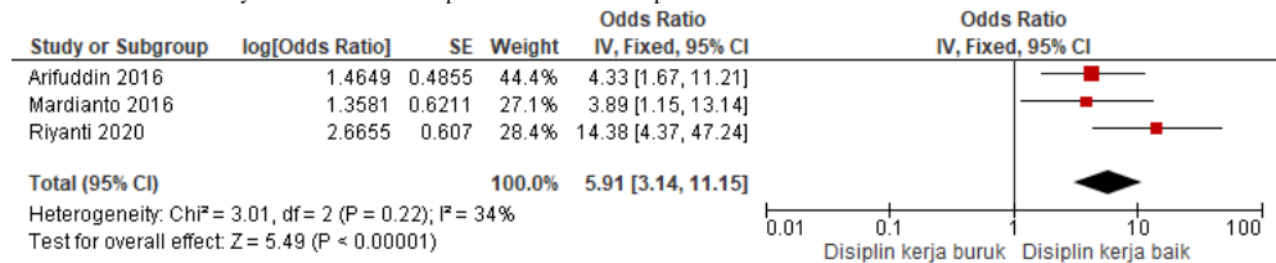 Odds Ratio Odds Ratio
Study or Subgroup log[Odds Ratio] SE Weight IV, Fixed, 95% CI IV, Fixed, 95% CI
Arifuddin 2016 1.4649 0.4855 44.4% 4.33 [1.67, 11.21]
Mardianto 2016 1.3581 0.6211 27.1% 3.89 [1.15, 13.14]
Riyanti 2020 2.6655 0.607 28.4% 14.38 [4.37, 47.24]
Total (95% CI) 100.0% 5.91 [3.14, 11.15]
Heterogeneity: Chi² = 3.01, df = 2 (P = 0.22); I² = 34%
Test for overall effect: Z = 5.49 (P < 0.00001)
0.01 0.1 1 10 100
Disiplin kerja buruk Disiplin kerja baik